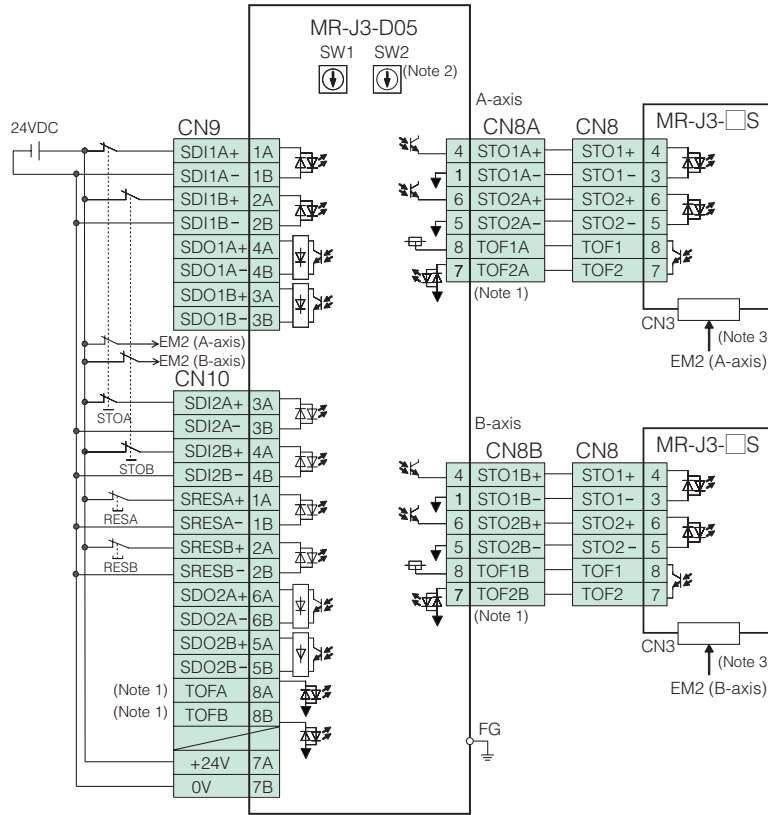 MR-J3-D05
SW1 SW2
(Note 2)
24VDC
CN9
SDI1A+ 1A
SDI1A- 1B
SDI1B+ 2A
SDI1B- 2B
SDO1A+ 4A
SDO1A- 4B
SDO1B+ 3A
SDO1B- 3B
EM2 (A-axis)
EM2 (B-axis)
CN10
SDI2A+ 3A
STOA
SDI2A- 3B
SDI2B+ 4A
STOB
SDI2B- 4B
SRESA+ 1A
RESA
SRESA- 1B
SRESB+ 2A
RESB
SRESB- 2B
SDO2A+ 6A
SDO2A- 6B
SDO2B+ 5A
SDO2B- 5B
(Note 1) TOFA 8A
(Note 1) TOFB 8B
+24V 7A
0V 7B
A-axis
CN8A CN8
4 STO1A+ STO1+ 4
1 STO1A- STO1- 3
6 STO2A+ STO2+ 6
5 STO2A- STO2- 5
8 TOF1A TOF1 8
7 TOF2A TOF2 7
(Note 1)
MR-J3-□S
CN3
(Note 3
EM2 (A-axis)
B-axis
CN8B CN8
4 STO1B+ STO1+ 4
1 STO1B- STO1- 3
6 STO2B+ STO2+ 6
5 STO2B- STO2- 5
8 TOF1B TOF1 8
7 TOF2B TOF2 7
(Note 1)
MR-J3-□S
CN3
(Note 3
EM2 (B-axis)
FG